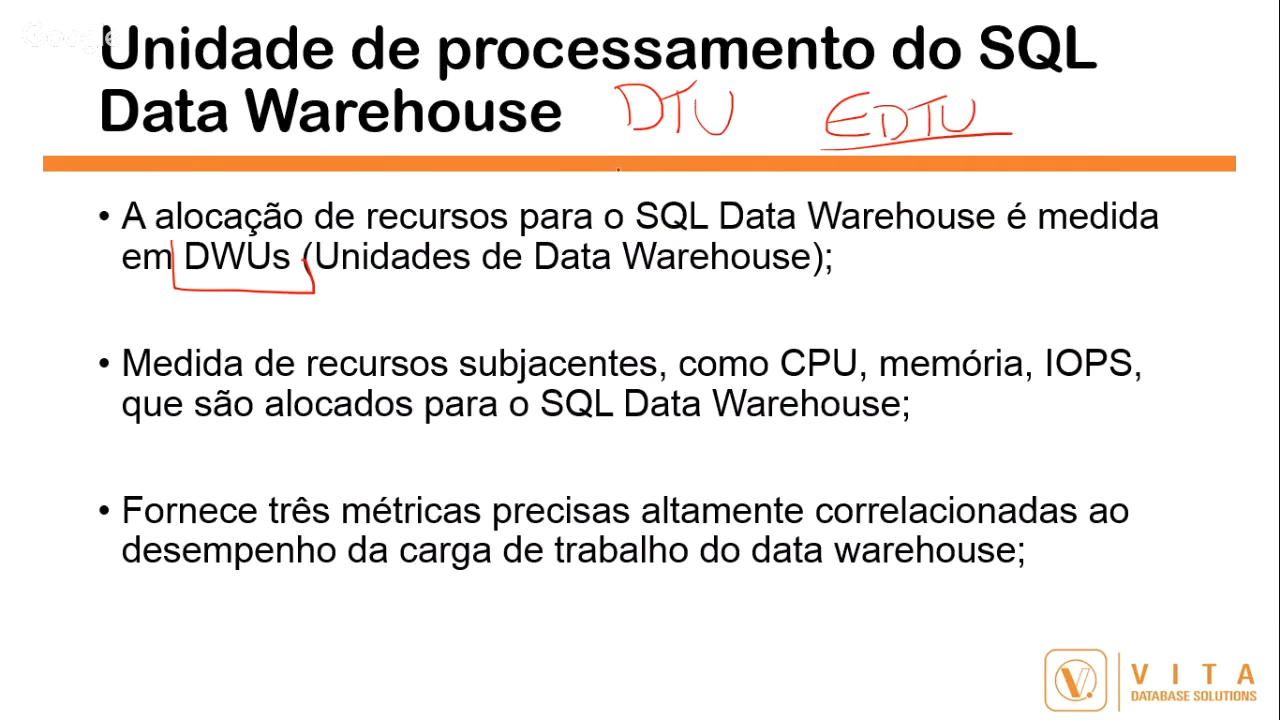 Google
Unidade de processamento do SQL
Data Warehouse DTU EDTU
• A alocação de recursos para o SQL Data Warehouse é medida
em DWUs (Unidades de Data Warehouse);
• Medida de recursos subjacentes, como CPU, memória, IOPS,
que são alocados para o SQL Data Warehouse;
• Fornece três métricas precisas altamente correlacionadas ao
desempenho da carga de trabalho do data warehouse;
V
VITA
DATABASE SOLUTIONS